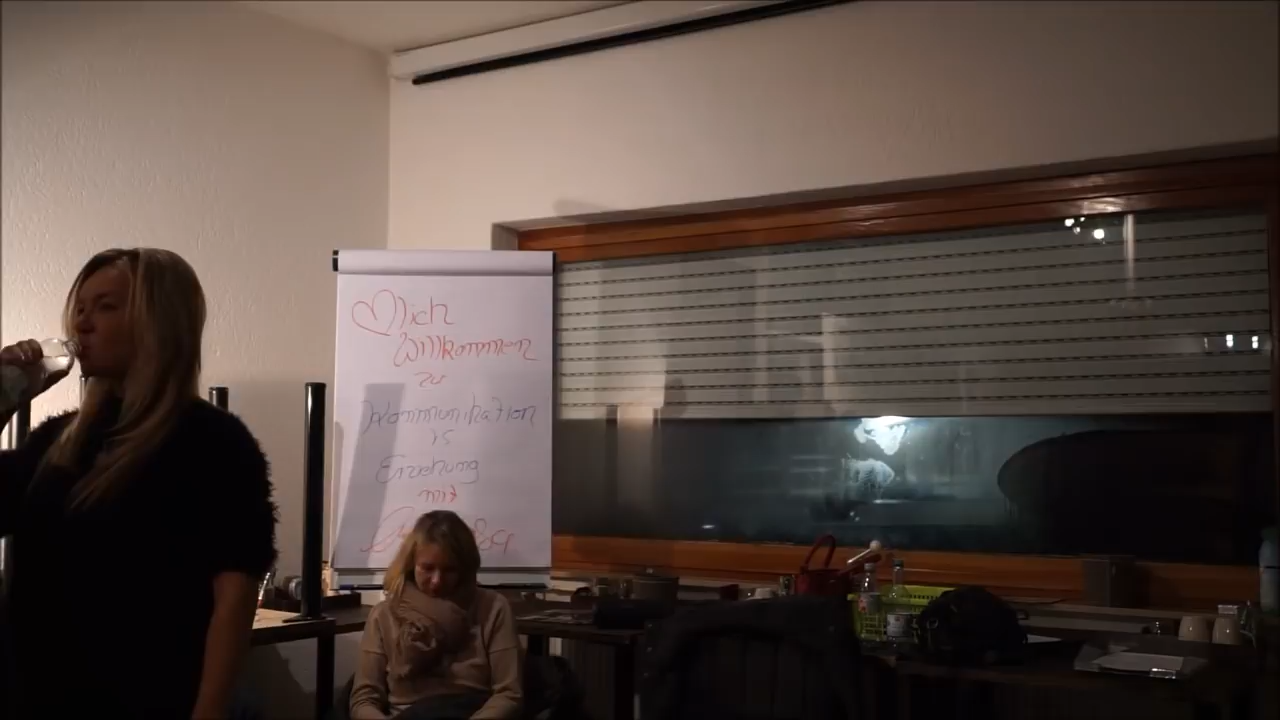 ♡lich
Willkommen
zu
Kommunikation
vs
Erziehung
mit